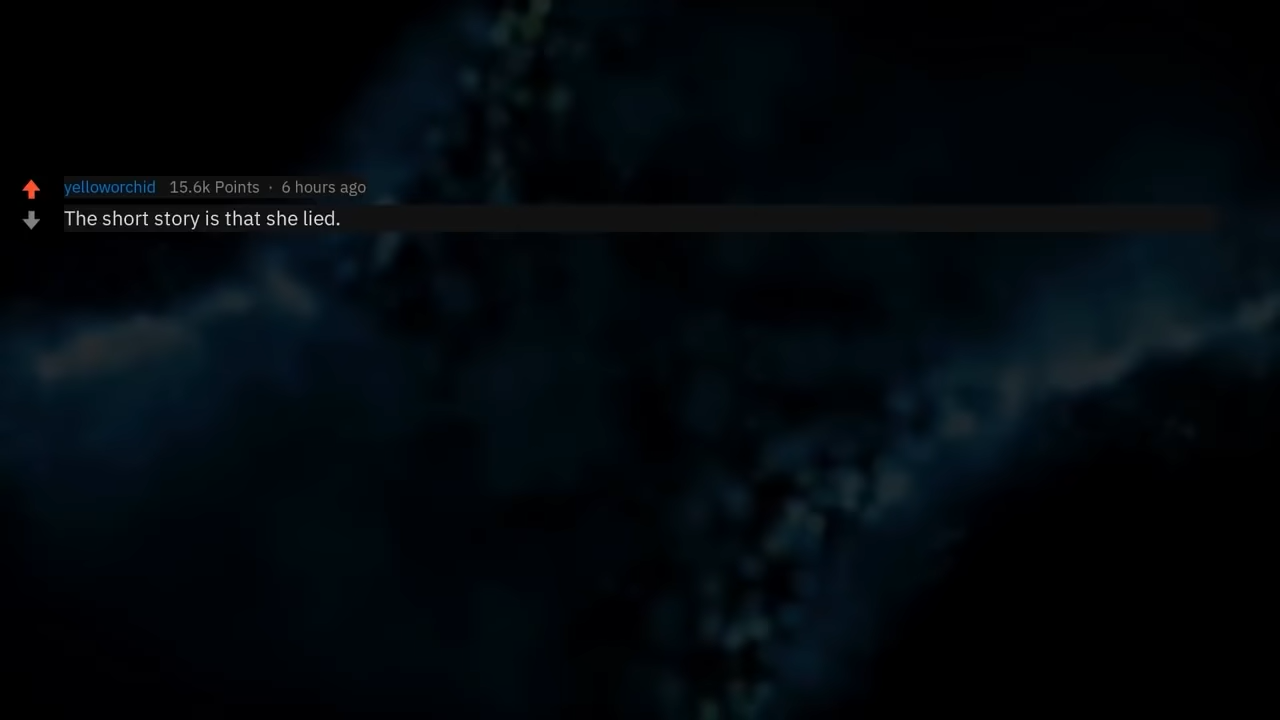 yelloworchid 15.6k Points · 6 hours ago
The short story is that she lied.